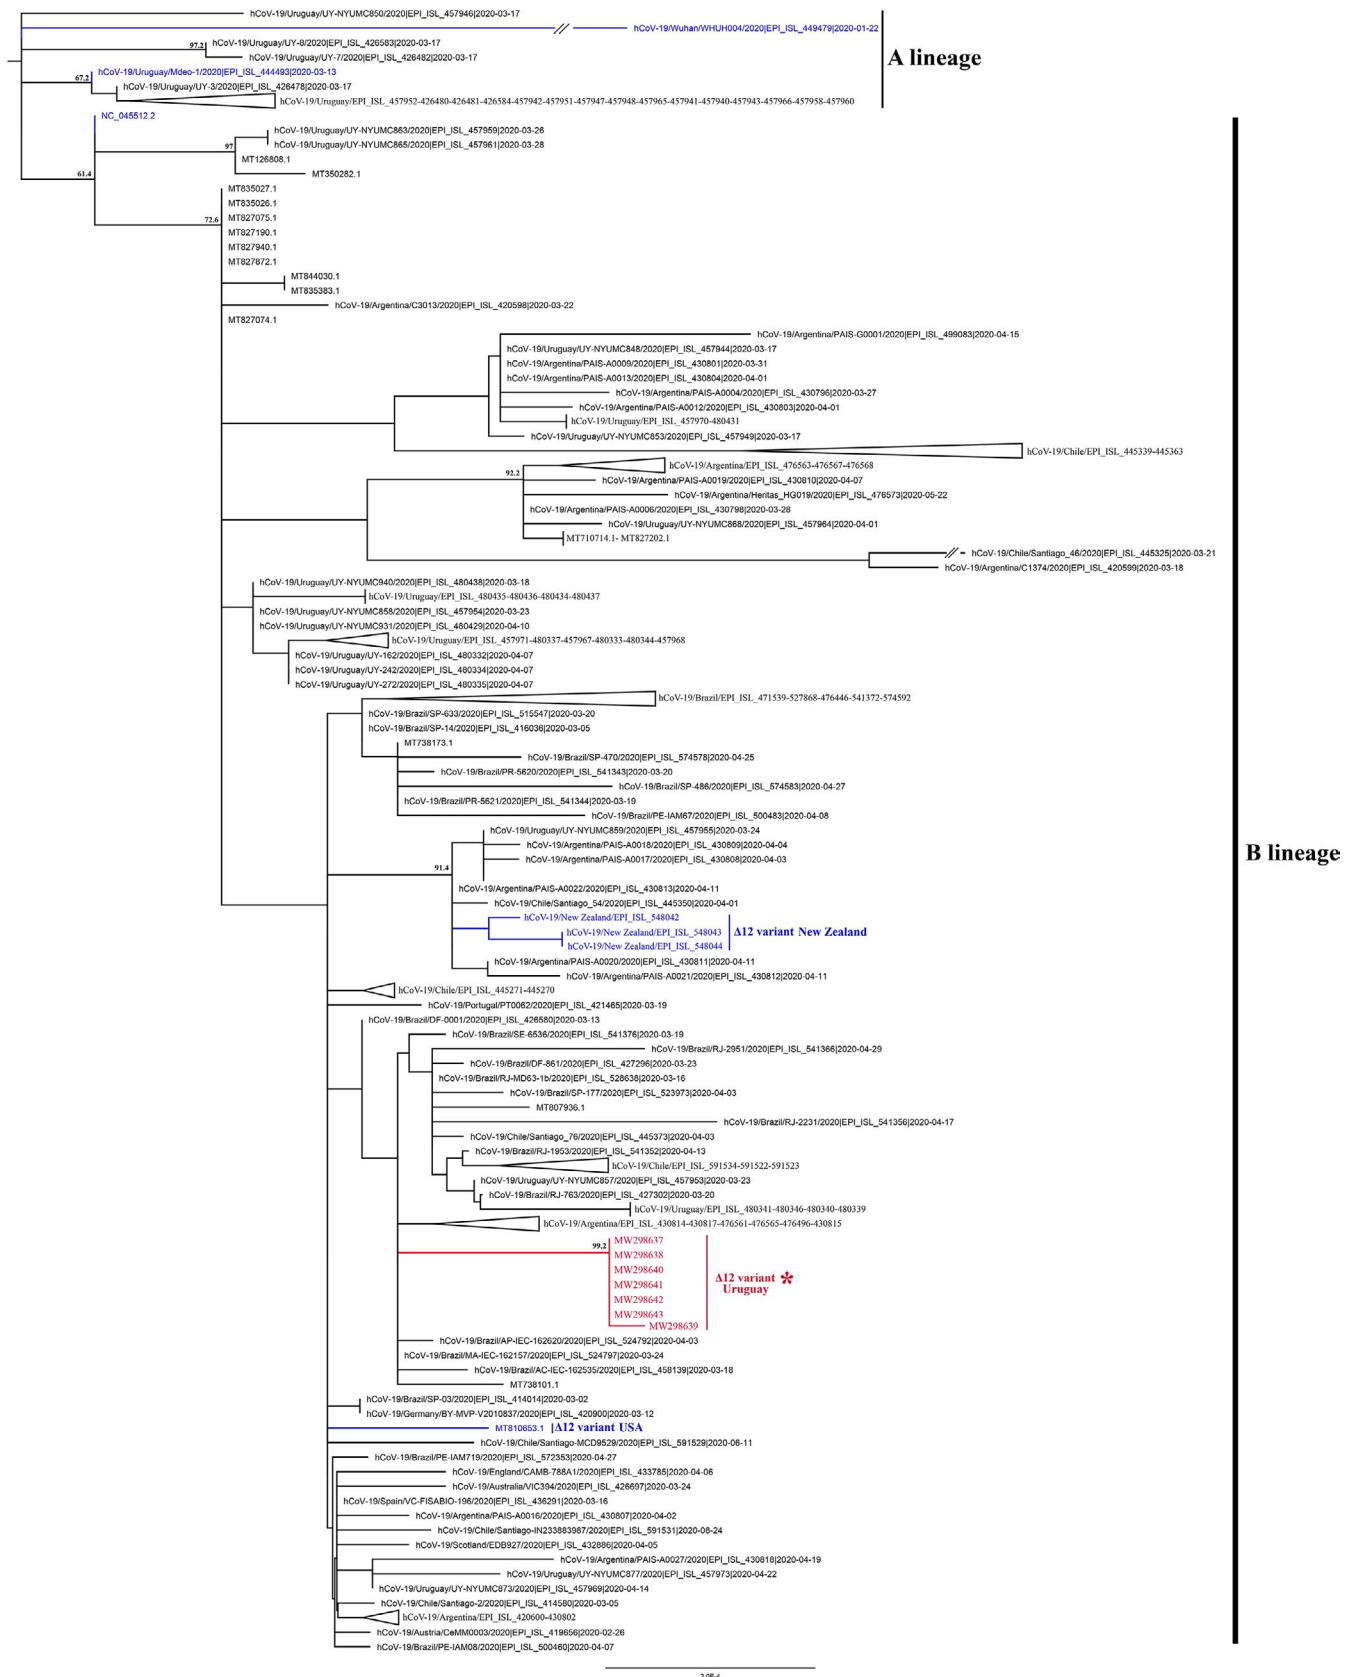 hCoV-19/Uruguay/UY-NYUMC850/2020|EPI_ISL_457946|2020-03-17
hCoV-19/Wuhan/WHUH004/2020|EPI_ISL_449479|2020-01-22
97.2
hCoV-19/Uruguay/UY-8/2020|EPI_ISL_426583|2020-03-17
hCoV-19/Uruguay/UY-7/2020|EPI_ISL_426482|2020-03-17
A lineage
67.2
hCoV-19/Uruguay/Mdeo-1/2020|EPI_ISL_444493|2020-03-13
hCoV-19/Uruguay/UY-3/2020|EPI_ISL_426478|2020-03-17
hCoV-19/Uruguay/EPI_ISL_457952-426480-426481-426584-457942-457951-457947-457948-457965-457941-457940-457943-457966-457958-457960
NC_045512.2
hCoV-19/Uruguay/UY-NYUMC863/2020|EPI_ISL_457959|2020-03-26
97
hCoV-19/Uruguay/UY-NYUMC865/2020|EPI_ISL_457961|2020-03-28
MT126808.1
61.4
MT350282.1
MT835027.1
MT835026.1
72.6
MT827075.1
MT827190.1
MT827940.1
MT827872.1
MT844030.1
MT835383.1
hCoV-19/Argentina/C3013/2020|EPI_ISL_420598|2020-03-22
MT827074.1
hCoV-19/Argentina/PAIS-G0001/2020|EPI_ISL_499083|2020-04-15
hCoV-19/Uruguay/UY-NYUMC848/2020|EPI_ISL_457944|2020-03-17
hCoV-19/Argentina/PAIS-A0009/2020|EPI_ISL_430801|2020-03-31
hCoV-19/Argentina/PAIS-A0013/2020|EPI_ISL_430804|2020-04-01
hCoV-19/Argentina/PAIS-A0004/2020|EPI_ISL_430796|2020-03-27
hCoV-19/Argentina/PAIS-A0012/2020|EPI_ISL_430803|2020-04-01
hCoV-19/Uruguay/EPI_ISL_457970-480431
hCoV-19/Uruguay/UY-NYUMC853/2020|EPI_ISL_457949|2020-03-17
hCoV-19/Chile/EPI_ISL_445339-445363
92.2
hCoV-19/Argentina/EPI_ISL_476563-476567-476568
hCoV-19/Argentina/PAIS-A0019/2020|EPI_ISL_430810|2020-04-07
hCoV-19/Argentina/Heritas_HG019/2020|EPI_ISL_476573|2020-05-22
hCoV-19/Argentina/PAIS-A0006/2020|EPI_ISL_430798|2020-03-28
hCoV-19/Uruguay/UY-NYUMC868/2020|EPI_ISL_457964|2020-04-01
MT710714.1- MT827202.1
hCoV-19/Chile/Santiago_46/2020|EPI_ISL_445325|2020-03-21
hCoV-19/Argentina/C1374/2020|EPI_ISL_420599|2020-03-18
hCoV-19/Uruguay/UY-NYUMC940/2020|EPI_ISL_480438|2020-03-18
hCoV-19/Uruguay/EPI_ISL_480435-480436-480434-480437
hCoV-19/Uruguay/UY-NYUMC858/2020|EPI_ISL_457954|2020-03-23
hCoV-19/Uruguay/UY-NYUMC931/2020|EPI_ISL_480429|2020-04-10
hCoV-19/Uruguay/EPI_ISL_457971-480337-457967-480333-480344-457968
hCoV-19/Uruguay/UY-162/2020|EPI_ISL_480332|2020-04-07
hCoV-19/Uruguay/UY-242/2020|EPI_ISL_480334|2020-04-07
hCoV-19/Uruguay/UY-272/2020|EPI_ISL_480335|2020-04-07
hCoV-19/Brazil/EPI_ISL_471539-527868-476446-541372-574592
hCoV-19/Brazil/SP-633/2020|EPI_ISL_515547|2020-03-20
hCoV-19/Brazil/SP-14/2020|EPI_ISL_416036|2020-03-05
MT738173.1
hCoV-19/Brazil/SP-470/2020|EPI_ISL_574578|2020-04-25
hCoV-19/Brazil/PR-5620/2020|EPI_ISL_541343|2020-03-20
hCoV-19/Brazil/SP-486/2020|EPI_ISL_574583|2020-04-27
hCoV-19/Brazil/PR-5621/2020|EPI_ISL_541344|2020-03-19
hCoV-19/Brazil/PE-IAM67/2020|EPI_ISL_500483|2020-04-08
hCoV-19/Uruguay/UY-NYUMC859/2020|EPI_ISL_457955|2020-03-24
hCoV-19/Argentina/PAIS-A0018/2020|EPI_ISL_430809|2020-04-04
hCoV-19/Argentina/PAIS-A0017/2020|EPI_ISL_430808|2020-04-03
B lineage
91.4
hCoV-19/Argentina/PAIS-A0022/2020|EPI_ISL_430813|2020-04-11
hCoV-19/Chile/Santiago_54/2020|EPI_ISL_445350|2020-04-01
hCoV-19/New Zealand/EPI_ISL_548042
hCoV-19/New Zealand/EPI_ISL_548043
Δ12 variant New Zealand
hCoV-19/New Zealand/EPI_ISL_548044
hCoV-19/Argentina/PAIS-A0020/2020|EPI_ISL_430811|2020-04-11
hCoV-19/Argentina/PAIS-A0021/2020|EPI_ISL_430812|2020-04-11
hCoV-19/Chile/EPI_ISL_445271-445270
hCoV-19/Portugal/PT0062/2020|EPI_ISL_421465|2020-03-19
hCoV-19/Brazil/DF-0001/2020|EPI_ISL_426580|2020-03-13
hCoV-19/Brazil/SE-6536/2020|EPI_ISL_541376|2020-03-19
hCoV-19/Brazil/RJ-2951/2020|EPI_ISL_541366|2020-04-29
hCoV-19/Brazil/DF-861/2020|EPI_ISL_427296|2020-03-23
hCoV-19/Brazil/RJ-MD63-1b/2020|EPI_ISL_528638|2020-03-16
hCoV-19/Brazil/SP-177/2020|EPI_ISL_523973|2020-04-03
MT807936.1
hCoV-19/Brazil/RJ-2231/2020|EPI_ISL_541356|2020-04-17
hCoV-19/Chile/Santiago_76/2020|EPI_ISL_445373|2020-04-03
hCoV-19/Brazil/RJ-1953/2020|EPI_ISL_541352|2020-04-13
hCoV-19/Chile/EPI_ISL_591534-591522-591523
hCoV-19/Uruguay/UY-NYUMC857/2020|EPI_ISL_457953|2020-03-23
hCoV-19/Brazil/RJ-763/2020|EPI_ISL_427302|2020-03-20
hCoV-19/Uruguay/EPI_ISL_480341-480346-480340-480339
hCoV-19/Argentina/EPI_ISL_430814-430817-476561-476565-476496-430815
99.2
MW298637
MW298638
MW298640
MW298641
MW298642
MW298643
MW298639
Δ12 variant *
Uruguay
hCoV-19/Brazil/AP-IEC-162620/2020|EPI_ISL_524792|2020-04-03
hCoV-19/Brazil/MA-IEC-162157/2020|EPI_ISL_524797|2020-03-24
hCoV-19/Brazil/AC-IEC-162535/2020|EPI_ISL_458139|2020-03-18
MT738101.1
hCoV-19/Brazil/SP-03/2020|EPI_ISL_414014|2020-03-02
hCoV-19/Germany/BY-MVP-V2010837/2020|EPI_ISL_420900|2020-03-12
MT810653.1 |Δ12 variant USA
hCoV-19/Chile/Santiago-MCD9529/2020|EPI_ISL_591529|2020-06-11
hCoV-19/Brazil/PE-IAM719/2020|EPI_ISL_572353|2020-04-27
hCoV-19/England/CAMB-788A1/2020|EPI_ISL_433785|2020-04-06
hCoV-19/Australia/VIC394/2020|EPI_ISL_426697|2020-03-24
hCoV-19/Spain/VC-FISABIO-196/2020|EPI_ISL_436291|2020-03-16
hCoV-19/Argentina/PAIS-A0016/2020|EPI_ISL_430807|2020-04-02
hCoV-19/Chile/Santiago-IN233883987/2020|EPI_ISL_591531|2020-08-24
hCoV-19/Scotland/EDB927/2020|EPI_ISL_432886|2020-04-05
hCoV-19/Argentina/PAIS-A0027/2020|EPI_ISL_430818|2020-04-19
hCoV-19/Uruguay/UY-NYUMC877/2020|EPI_ISL_457973|2020-04-22
hCoV-19/Uruguay/UY-NYUMC873/2020|EPI_ISL_457969|2020-04-14
hCoV-19/Chile/Santiago-2/2020|EPI_ISL_414580|2020-03-05
hCoV-19/Argentina/EPI_ISL_420600-430802
hCoV-19/Austria/CeMM0003/2020|EPI_ISL_419656|2020-02-26
hCoV-19/Brazil/PE-IAM08/2020|EPI_ISL_500460|2020-04-07